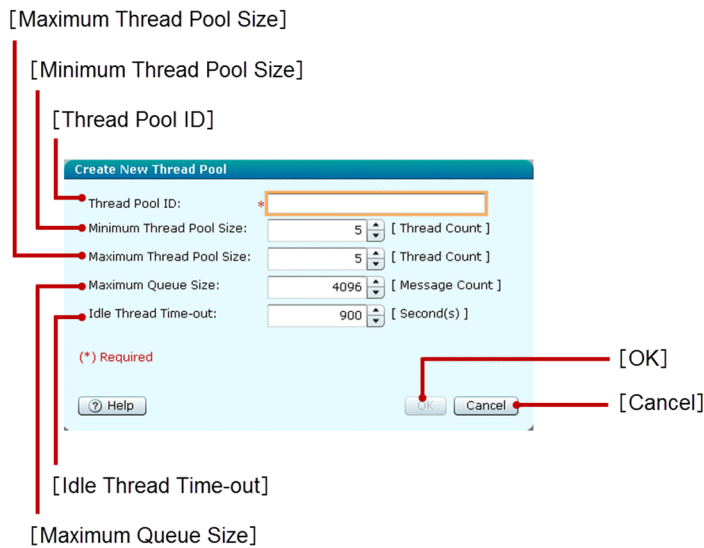 [Maximum Thread Pool Size]
[Minimum Thread Pool Size]
[Thread Pool ID]
Create New Thread Pool
Thread Pool ID: *
Minimum Thread Pool Size: 5 [ Thread Count ]
Maximum Thread Pool Size: 5 [ Thread Count ]
Maximum Queue Size: 4096 [ Message Count ]
Idle Thread Time-out: 900 [ Second(s) ]
(*) Required
[OK]
? Help OK Cancel
[Cancel]
[Idle Thread Time-out]
[Maximum Queue Size]